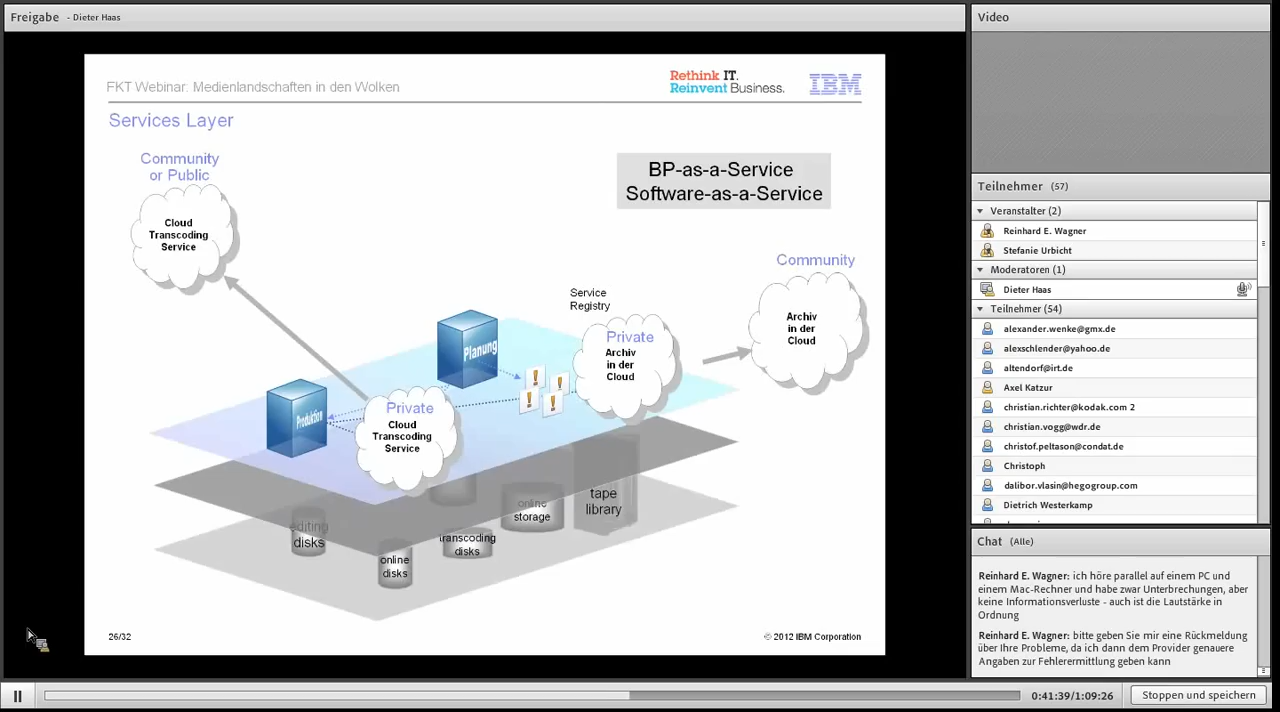 Freigabe - Dieter Haas
FKT Webinar: Medienlandschaften in den Wolken
Rethink IT.
Reinvent Business.
IBM
Services Layer
Community
or Public
Cloud
Transcoding
Service
BP-as-a-Service
Software-as-a-Service
Community
Archiv
in der
Cloud
Service
Registry
Private
Archiv
in der
Cloud
Planung
Produktion
Private
Cloud
Transcoding
Service
editing
disks
online
disks
transcoding
disks
online
storage
tape
library
26/32
© 2012 IBM Corporation
0:41:39/1:09:26
Stoppen und speichern
Video
Teilnehmer (57)
Veranstalter (2)
Reinhard E. Wagner
Stefanie Urbicht
Moderatoren (1)
Dieter Haas
Teilnehmer (54)
alexander.wenke@gmx.de
alexschlender@yahoo.de
altendorf@irt.de
Axel Katzur
christian.richter@kodak.com 2
christian.vogg@wdr.de
christof.peltason@condat.de
Christoph
dalibor.vlasin@hegogroup.com
Dietrich Westerkamp
Chat (Alle)
Reinhard E. Wagner: ich höre parallel auf einem PC und
einem Mac-Rechner und habe zwar Unterbrechungen, aber
keine Informationsverluste - auch ist die Lautstärke in
Ordnung
Reinhard E. Wagner: bitte geben Sie mir eine Rückmeldung
über Ihre Probleme, da ich dann dem Provider genauere
Angaben zur Fehlerermittlung geben kann